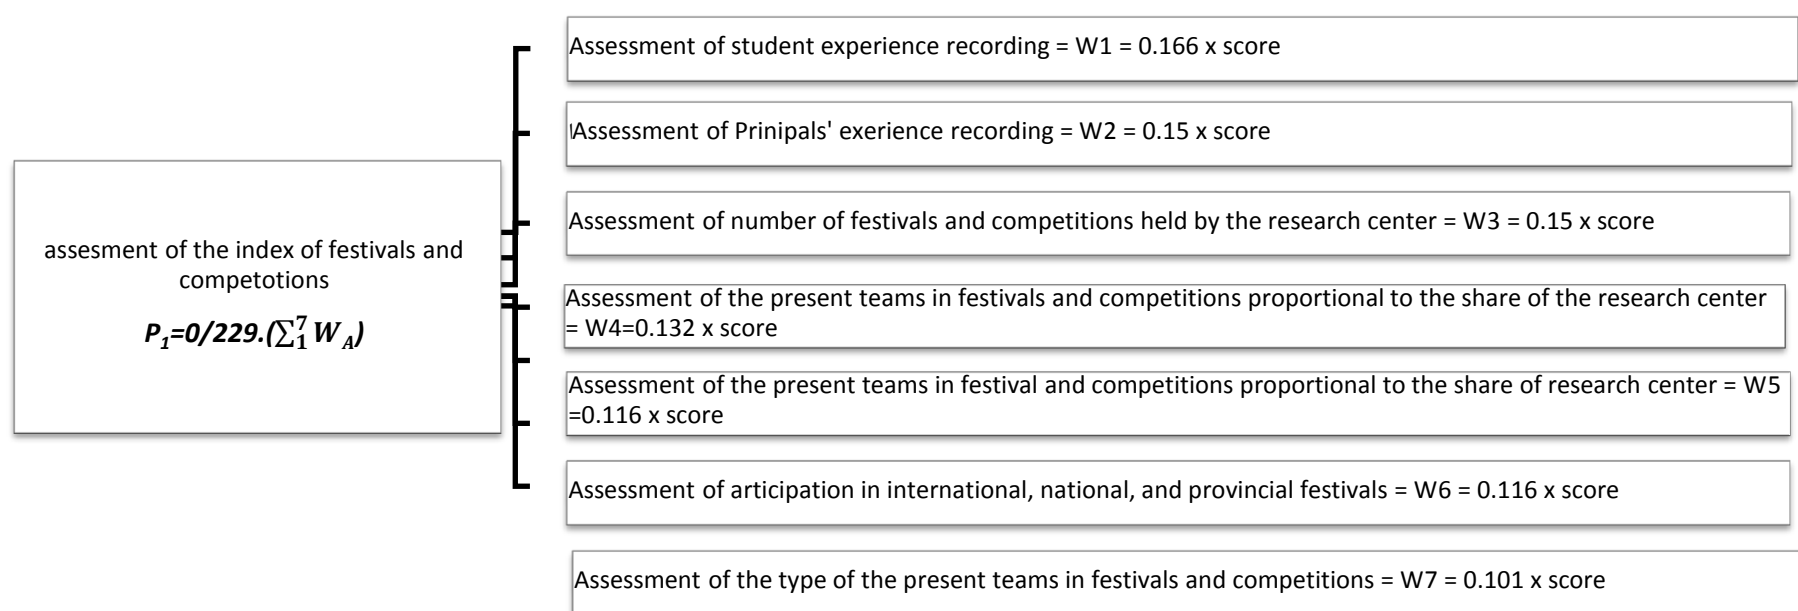 assesment of the index of festivals and
competotions
P₁=0/229.(∑₁⁷ W_A)
Assessment of student experience recording = W1 = 0.166 x score
Assessment of Prinipals' exerience recording = W2 = 0.15 x score
Assessment of number of festivals and competitions held by the research center = W3 = 0.15 x score
Assessment of the present teams in festivals and competitions proportional to the share of the research center
= W4=0.132 x score
Assessment of the present teams in festival and competitions proportional to the share of research center = W5
=0.116 x score
Assessment of articipation in international, national, and provincial festivals = W6 = 0.116 x score
Assessment of the type of the present teams in festivals and competitions = W7 = 0.101 x score